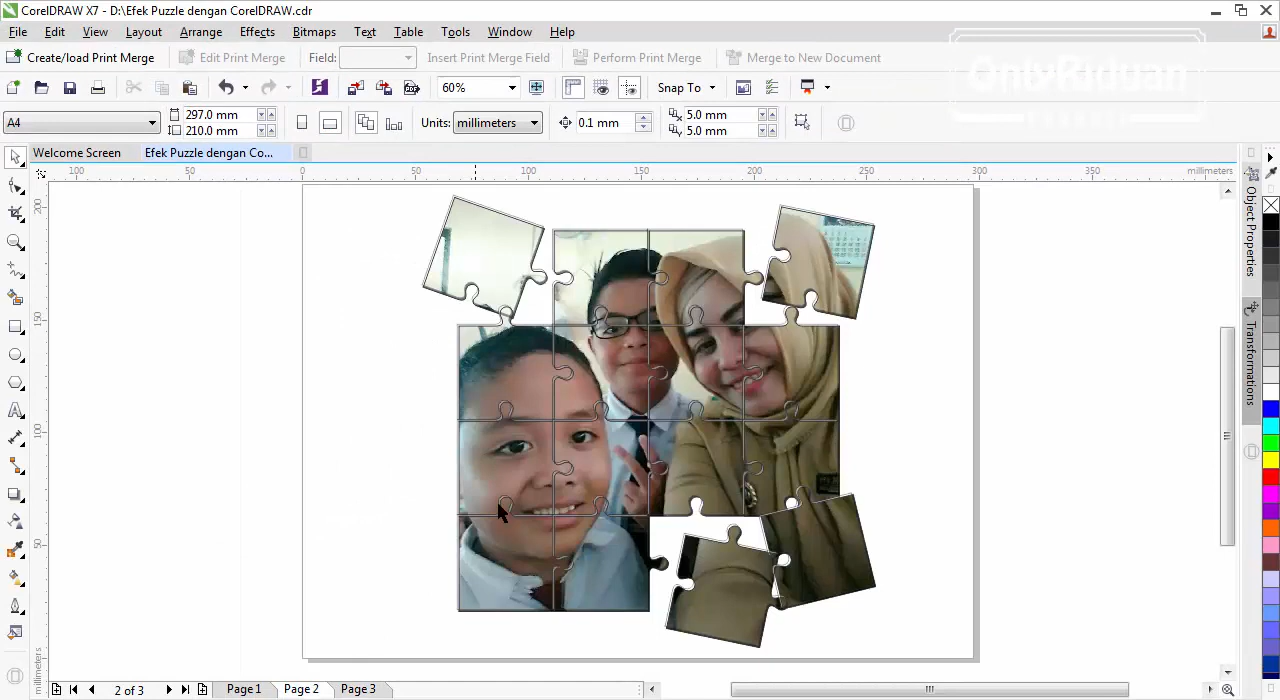 CorelDRAW X7 - D:\Efek Puzzle dengan CorelDRAW.cdr
File Edit View Layout Arrange Effects Bitmaps Text Table Tools Window Help
Create/load Print Merge Edit Print Merge Field: Insert Print Merge Field Perform Print Merge Merge to New Document
OnlyRiduan
60% Snap To
A4 297.0 mm 210.0 mm Units: millimeters 0.1 mm 5.0 mm 5.0 mm
Welcome Screen Efek Puzzle dengan Co...
100 50 0 50 100 150 200 250 300 350 millimeters
200
150
100
50
millimeters
Object Properties
Transformations
2 of 3 Page 1 Page 2 Page 3